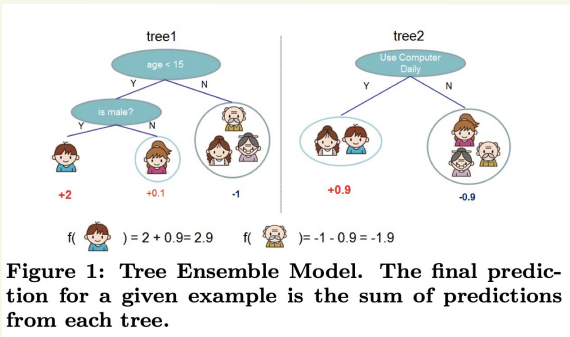 tree1
tree2
age < 15
Use Computer
Daily
Y
N
Y
N
is male?
Y
N
+2
+0.1
-1
+0.9
-0.9
f( ) = 2 + 0.9= 2.9
f( )= -1 - 0.9 = -1.9
Figure 1: Tree Ensemble Model. The final predic-
tion for a given example is the sum of predictions
from each tree.